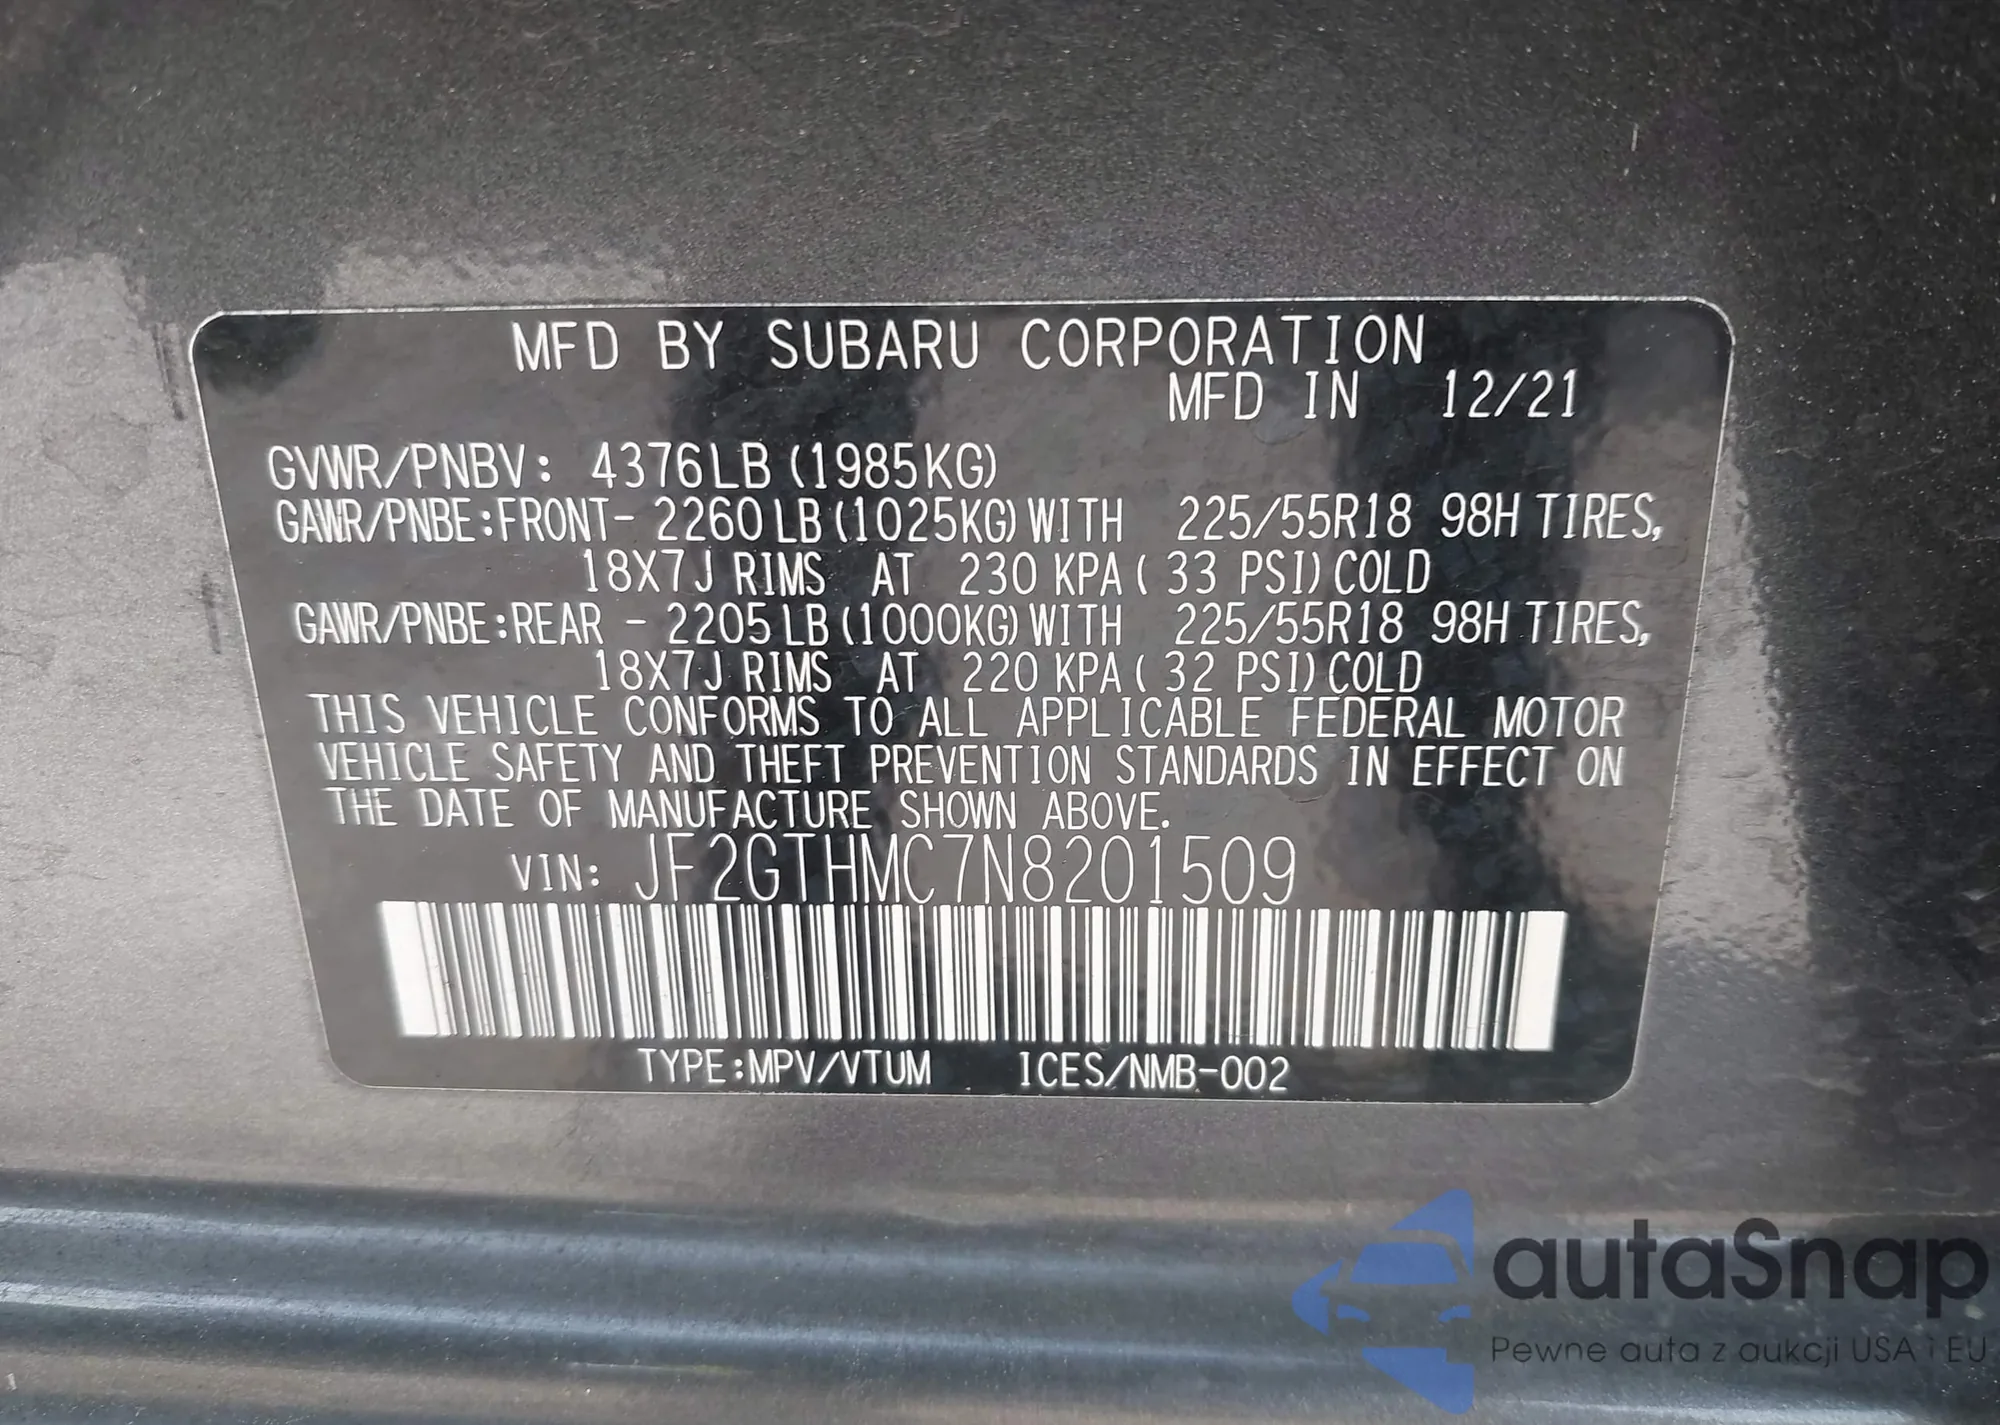 MFD BY SUBARU CORPORATION
MFD IN 12/21
GVWR/PNBV: 4376LB (1985KG)
GAWR/PNBE:FRONT- 2260LB (1025KG) WITH 225/55R18 98H TIRES,
18X7J RIMS AT 230 KPA ( 33 PSI) COLD
GAWR/PNBE:REAR - 2205LB (1000KG) WITH 225/55R18 98H TIRES,
18X7J RIMS AT 220 KPA ( 32 PSI) COLD
THIS VEHICLE CONFORMS TO ALL APPLICABLE FEDERAL MOTOR
VEHICLE SAFETY AND THEFT PREVENTION STANDARDS IN EFFECT ON
THE DATE OF MANUFACTURE SHOWN ABOVE.
VIN: JF2GTHMC7N8201509
TYPE:MPV/VTUM ICES/NMB-002
autaSnap
Pewne auta z aukcji USA i EU